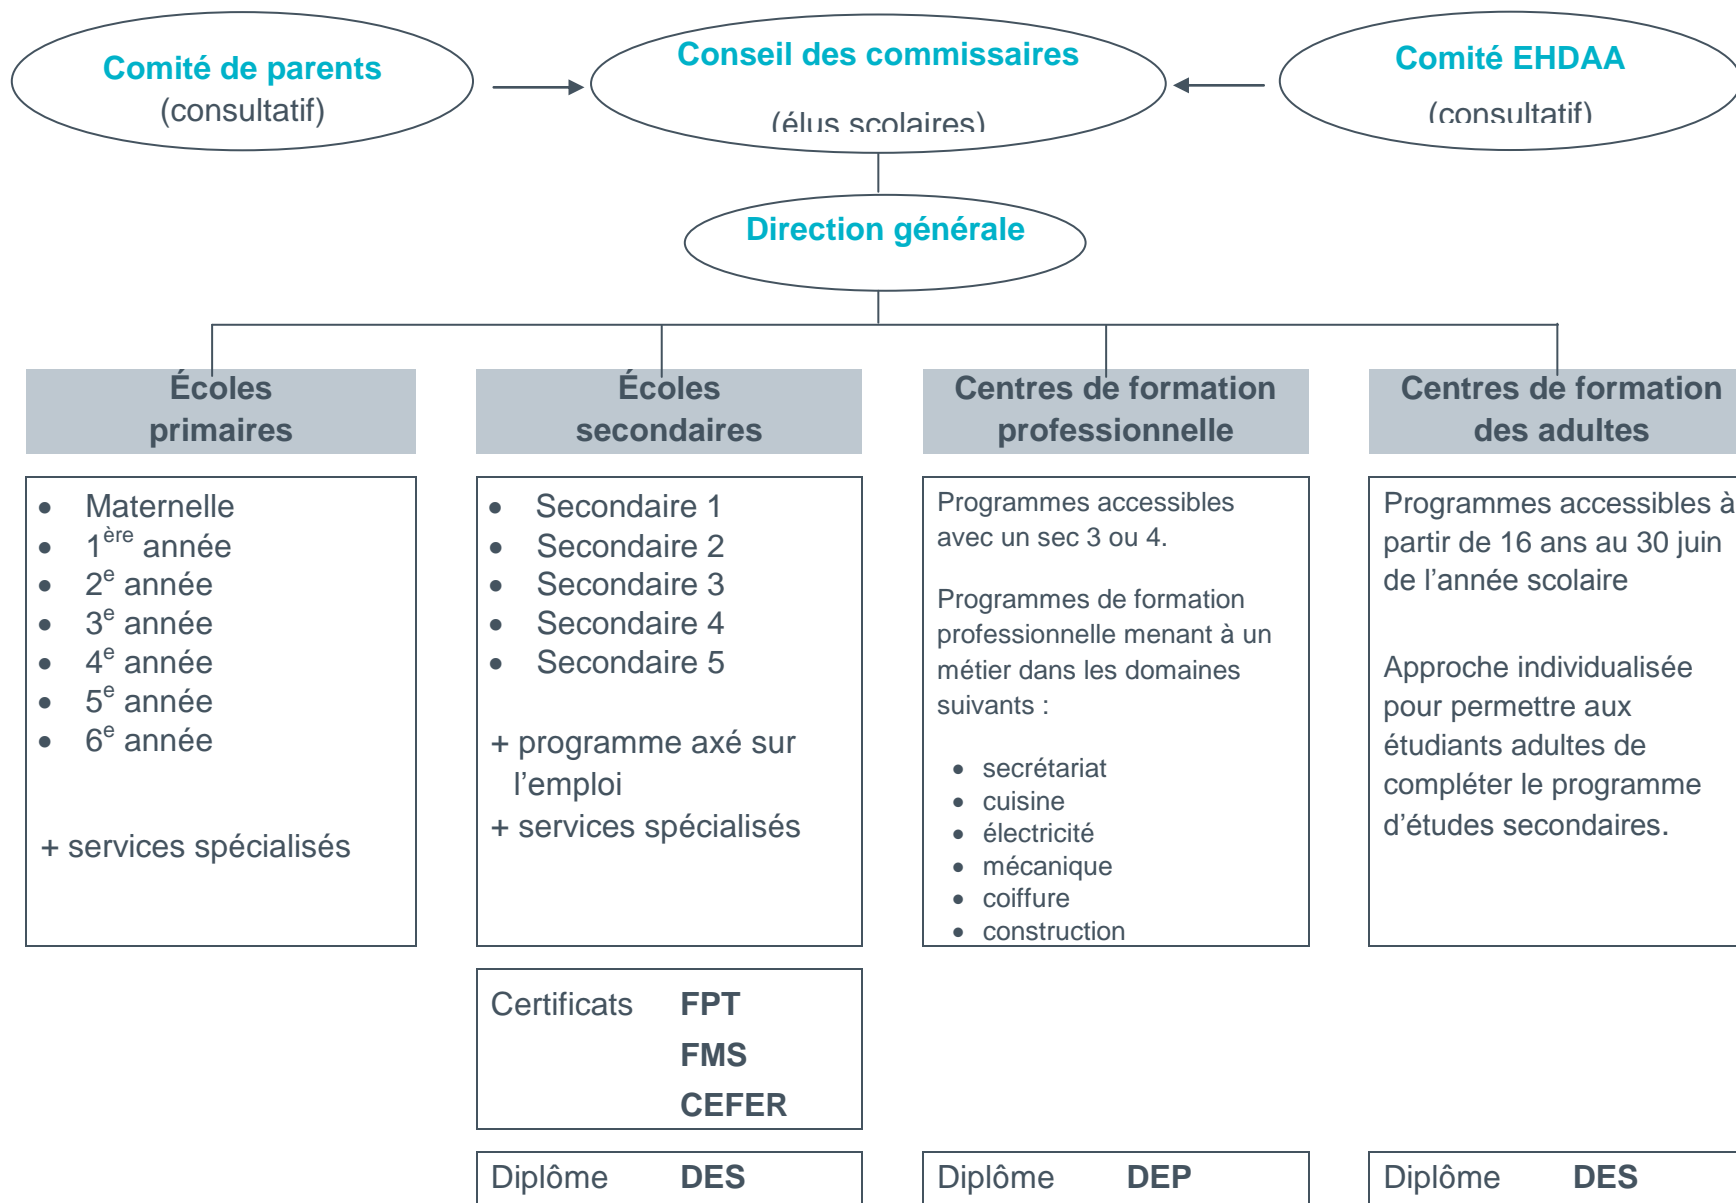 Comité de parents
(consultatif)
Conseil des commissaires
(élus scolaires)
Comité EHDAA
(consultatif)
Direction générale
Écoles
primaires
Écoles
secondaires
Centres de formation
professionnelle
Centres de formation
des adultes
• Maternelle
• 1ère année
• 2e année
• 3e année
• 4e année
• 5e année
• 6e année
+ services spécialisés
• Secondaire 1
• Secondaire 2
• Secondaire 3
• Secondaire 4
• Secondaire 5
+ programme axé sur
l’emploi
+ services spécialisés
Programmes accessibles
avec un sec 3 ou 4.
Programmes de formation
professionnelle menant à un
métier dans les domaines
suivants :
• secrétariat
• cuisine
• électricité
• mécanique
• coiffure
• construction
Programmes accessibles à
partir de 16 ans au 30 juin
de l’année scolaire
Approche individualisée
pour permettre aux
étudiants adultes de
compléter le programme
d’études secondaires.
Certificats FPT
FMS
CEFER
Diplôme DES
Diplôme DEP
Diplôme DES